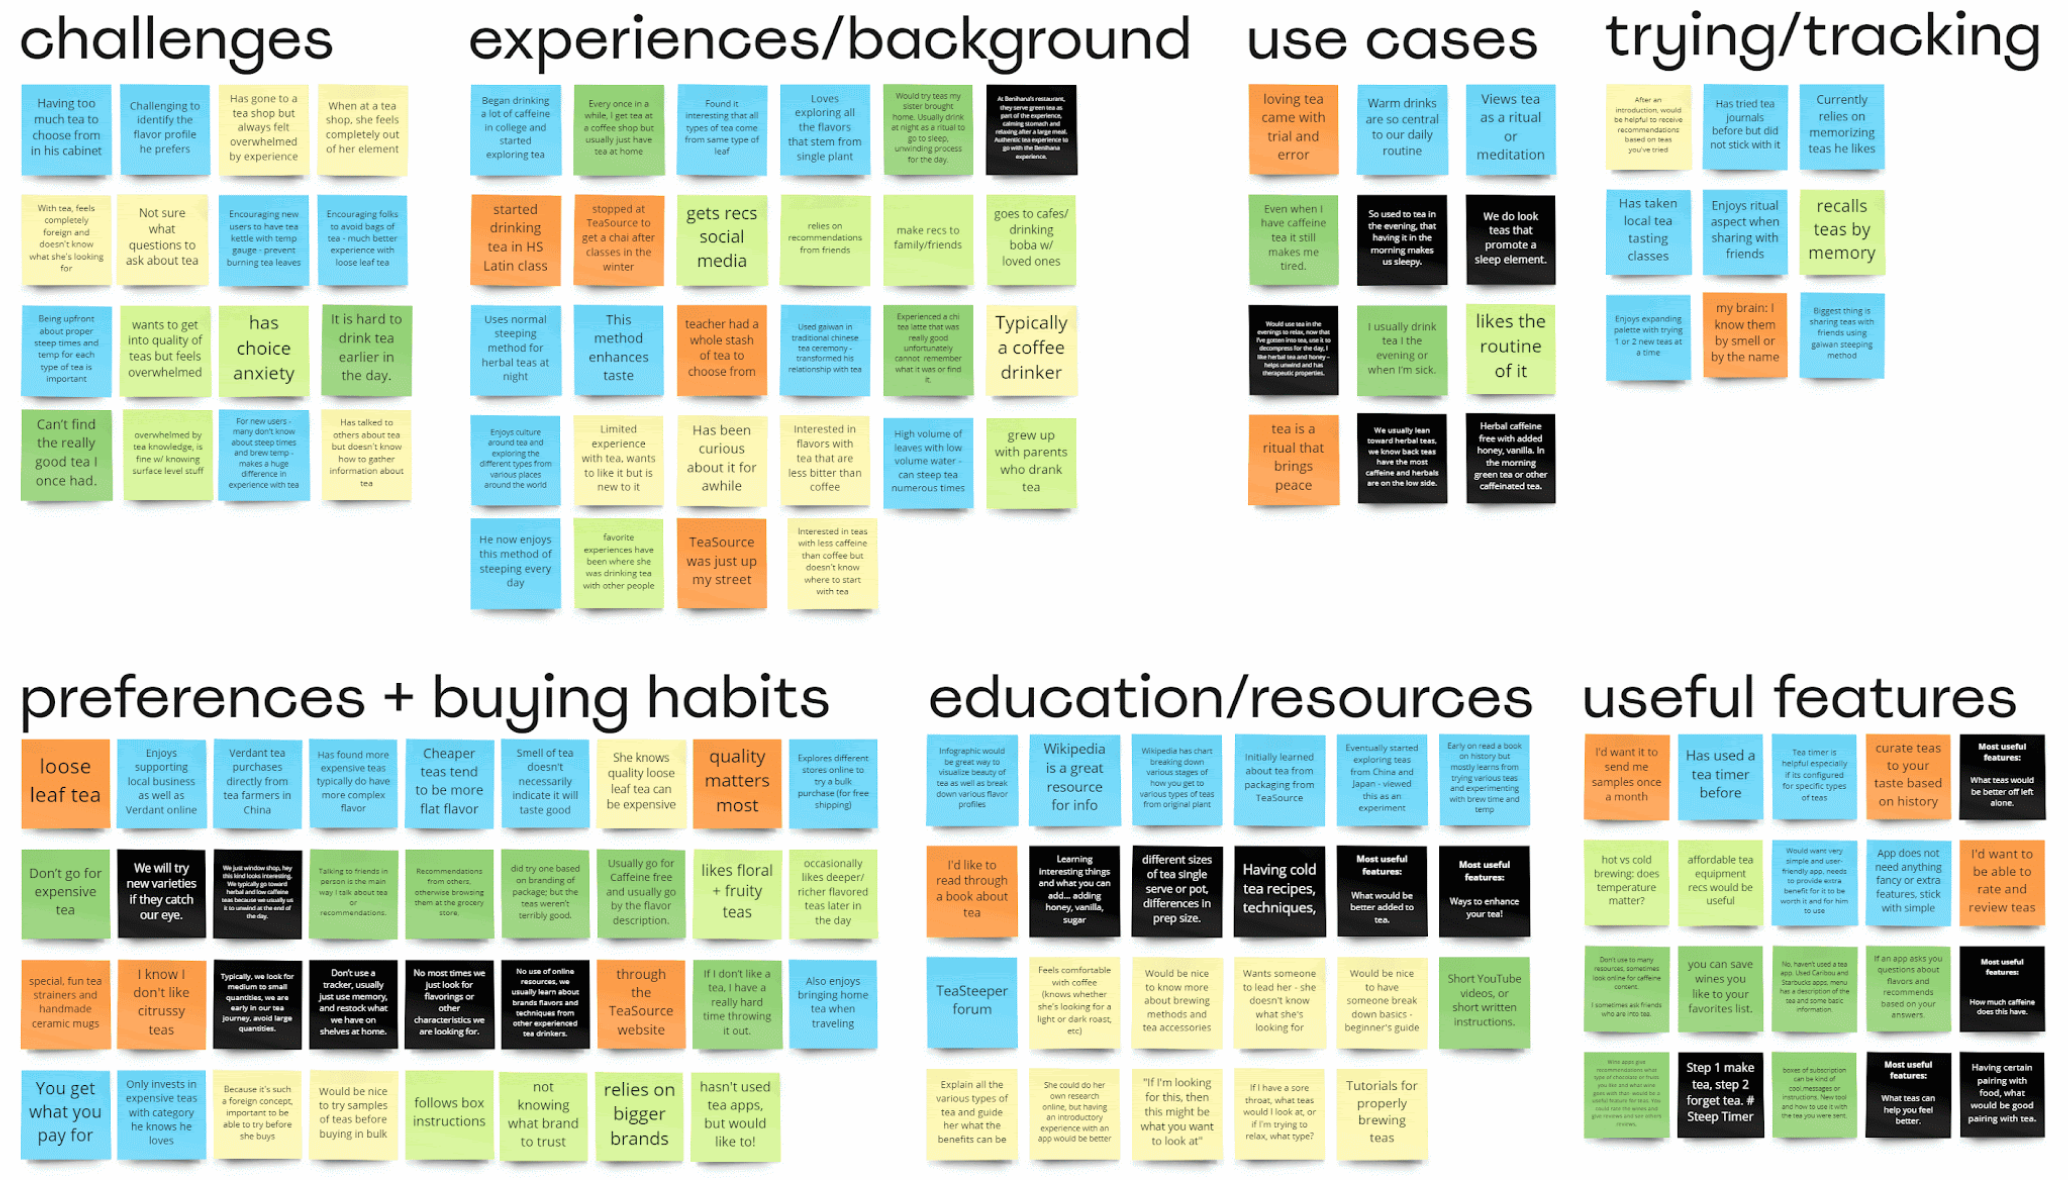 challenges
Having too
much tea to
choose from
in his cabinet
Challenging to
identify the
flavor profile
he prefers
Has gone to a
tea shop but
always felt
overwhelmed
by experience
When at a tea
shop, she feels
completely out
of her element
With tea, feels
completely
foreign and
doesn't know
what she's looking
for
Not sure
what
questions to
ask about tea
Encouraging new
users to have tea
kettle with temp
gauge - prevent
burning tea leaves
Encouraging folks
to avoid bags of
tea - much better
experience with
loose leaf tea
Being upfront
about proper
steep times and
temp for each
type of tea is
important
wants to get
into quality of
teas but feels
overwhelmed
has
choice
anxiety
It is hard to
drink tea
earlier in
the day.
Can't find
the really
good tea I
once had.
overwhelmed by
tea knowledge, is
fine w/ knowing
surface level stuff
For new users -
many don't know
about steep times
and brew temp -
makes a huge
difference in
experience with tea
Has talked to
others about tea
but doesn't know
how to gather
information about
tea
experiences/background
Began drinking
a lot of caffeine
in college and
started
exploring tea
Every once in a
while, I get tea at
a coffee shop but
usually just have
tea at home
Found it
interesting that all
types of tea come
from same type of
leaf
Loves
exploring all
the flavors
that stem from
single plant
Would try teas my
sister brought
home. Usually drink
at night as a ritual to
go to sleep,
unwinding process
for the day.
At Benihana's restaurant,
they serve green tea as
part of the experience,
calming stomach and
relaxing after a large meal.
Authentic tea experience to
go with the Benihana
experience.
started
drinking
tea in HS
Latin class
stopped at
TeaSource to
get a chai after
classes in the
winter
gets recs
social
media
relies on
recommendations
from friends
make recs to
family/friends
goes to cafes/
drinking
boba w/
loved ones
Uses normal
steeping
method for
herbal teas at
night
This
method
enhances
taste
teacher had a
whole stash
of tea to
choose from
Used gaiwan in
traditional chinese
tea ceremony -
transformed his
relationship with tea
Experienced a chi
tea latte that was
really good
unfortunately
cannot remember
what it was or find
it.
Typically
a coffee
drinker
Enjoys culture
around tea and
exploring the
different types from
various places
around the world
Limited
experience
with tea, wants
to like it but is
new to it
Has been
curious
about it for
awhile
Interested in
flavors with
tea that are
less bitter than
coffee
High volume of
leaves with low
volume water -
can steep tea
numerous times
grew up
with parents
who drank
tea
He now enjoys
this method of
steeping every
day
favorite
experiences have
been where she
was drinking tea
with other people
TeaSource
was just up
my street
Interested in teas
with less caffeine
than coffee but
doesn't know
where to start
with tea
use cases
loving tea
came with
trial and
error
Warm drinks
are so central
to our daily
routine
Views tea
as a ritual
or
meditation
Even when I
have caffeine
tea it still
makes me
tired.
So used to tea in
the evening, that
having it in the
morning makes
us sleepy.
We do look
teas that
promote a
sleep element.
Would use tea in the
evenings to relax, now that
I've gotten into tea, use it to
decompress for the day, I
like herbal tea and honey -
helps unwind and has
therapeutic properties.
I usually drink
tea I the
evening or
when I'm sick.
likes the
routine
of it
tea is a
ritual that
brings
peace
We usually lean
toward herbal teas,
we know back teas
have the most
caffeine and herbals
are on the low side.
Herbal caffeine
free with added
honey, vanilla. In
the morning
green tea or other
caffeinated tea.
trying/tracking
After an
introduction, would
be helpful to receive
recommendations
based on teas
you've tried
Has tried tea
journals
before but did
not stick with it
Currently
relies on
memorizing
teas he likes
Has taken
local tea
tasting
classes
Enjoys ritual
aspect when
sharing with
friends
recalls
teas by
memory
Enjoys expanding
palette with trying
1 or 2 new teas at
a time
my brain: I
know them
by smell or
by the name
Biggest thing is
sharing teas with
friends using
gaiwan steeping
method
preferences + buying habits
loose
leaf tea
Enjoys
supporting
local business
as well as
Verdant online
Verdant tea
purchases
directly from
tea farmers in
China
Has found more
expensive teas
typically do have
more complex
flavor
Cheaper
teas tend
to be more
flat flavor
Smell of tea
doesn't
necessarily
indicate it will
taste good
She knows
quality loose
leaf tea can
be expensive
quality
matters
most
Explores different
stores online to
try a bulk
purchase (for free
shipping)
Don't go for
expensive
tea
We will try
new varieties
if they catch
our eye.
We just window shop, hey
this kind looks interesting.
We typically go toward
herbal and low caffeine
teas because we usually us
it to unwind at the end of
the day.
Talking to friends in
person is the main
way I talk about tea
or
recommendations.
Recommendations
from others,
otherwise browsing
them at the grocery
store.
did try one based
on branding of
package; but the
teas weren't
terribly good.
Usually go for
Caffeine free
and usually go
by the flavor
description.
likes floral
+ fruity
teas
occasionally
likes deeper/
richer flavored
teas later in
the day
special, fun tea
strainers and
handmade
ceramic mugs
I know I
don't like
citrussy
teas
Typically, we look for
medium to small
quantities, we are
early in our tea
journey, avoid large
quantities.
Don't use a
tracker, usually
just use memory,
and restock what
we have on
shelves at home.
No most times we
just look for
flavorings or
other
characteristics we
are looking for.
No use of online
resources, we
usually learn about
brands flavors and
techniques from
other experienced
tea drinkers.
through
the
TeaSource
website
If I don't like a
tea, I have a
really hard
time throwing
it out.
Also enjoys
bringing home
tea when
traveling
You get
what you
pay for
Only invests in
expensive teas
with category
he knows he
loves
Because it's such
a foreign concept,
important to be
able to try before
she buys
Would be nice
to try samples
of teas before
buying in bulk
follows box
instructions
not
knowing
what brand
to trust
relies on
bigger
brands
hasn't used
tea apps,
but would
like to!
education/resources
Infographic would
be great way to
visualize beauty of
tea as well as break
down various flavor
profiles
Wikipedia
is a great
resource
for info
Wikipedia has chart
breaking down
various stages of
how you get to
various types of teas
from original plant
Initially learned
about tea from
packaging from
TeaSource
Eventually started
exploring teas
from China and
Japan - viewed
this as an
experiment
Early on read a book
on history but
mostly learns from
trying various teas
and experimenting
with brew time and
temp
I'd like to
read through
a book about
tea
Learning
interesting things
and what you can
add... adding
honey, vanilla,
sugar
different sizes
of tea single
serve or pot,
differences in
prep size.
Having cold
tea recipes,
techniques,
Most useful
features:
What would be
better added to
tea.
Most useful
features:
Ways to enhance
your tea!
TeaSteeper
forum
Feels comfortable
with coffee
(knows whether
she's looking for a
light or dark roast,
etc)
Would be nice
to know more
about brewing
methods and
tea accessories
Wants someone
to lead her - she
doesn't know
what she's
looking for
Would be nice
to have
someone break
down basics -
beginner's guide
Short YouTube
videos, or
short written
instructions.
Explain all the
various types of
tea and guide
her what the
benefits can be
She could do her
own research
online, but having
an introductory
experience with an
app would be better
"If I'm looking
for this, then
this might be
what you want
to look at"
If I have a sore
throat, what teas
would I look at, or
if I'm trying to
relax, what type?
Tutorials for
properly
brewing
teas
useful features
I'd want it to
send me
samples once
a month
Has used a
tea timer
before
Tea timer is
helpful especially
if its configured
for specific types
of teas
curate teas
to your
taste based
on history
Most useful
features:
What teas would
be better off left
alone.
hot vs cold
brewing: does
temperature
matter?
affordable tea
equipment
recs would be
useful
Would want very
simple and user-
friendly app, needs
to provide extra
benefit for it to be
worth it and for him
to use
App does not
need anything
fancy or extra
features, stick
with simple
I'd want to
be able to
rate and
review teas
Don't use to many
resources, sometimes
look online for caffeine
content.
I sometimes ask friends
who are into tea.
you can save
wines you
like to your
favorites list.
No, haven't used a tea
app. Used Caribou and
Starbucks apps, menu
has a description of the
tea and some basic
information.
If an app asks you
questions about
flavors and
recommends
based on your
answers.
Most useful
features:
How much caffeine
does this have.
Wine apps give
recommendations what
type of chocolate or fruits
you like and what wine
goes with that- would be a
useful feature for teas. You
could rate the wines and
give reviews and see others
reviews.
Step 1 make
tea, step 2
forget tea. #
Steep Timer
boxes of subscription
can be kind of
cool messages or
instructions. New tool
and how to use it with
the tea you were sent.
Most useful
features:
What teas can
help you feel
better.
Having certain
pairing with
food, what
would be good
pairing with tea.